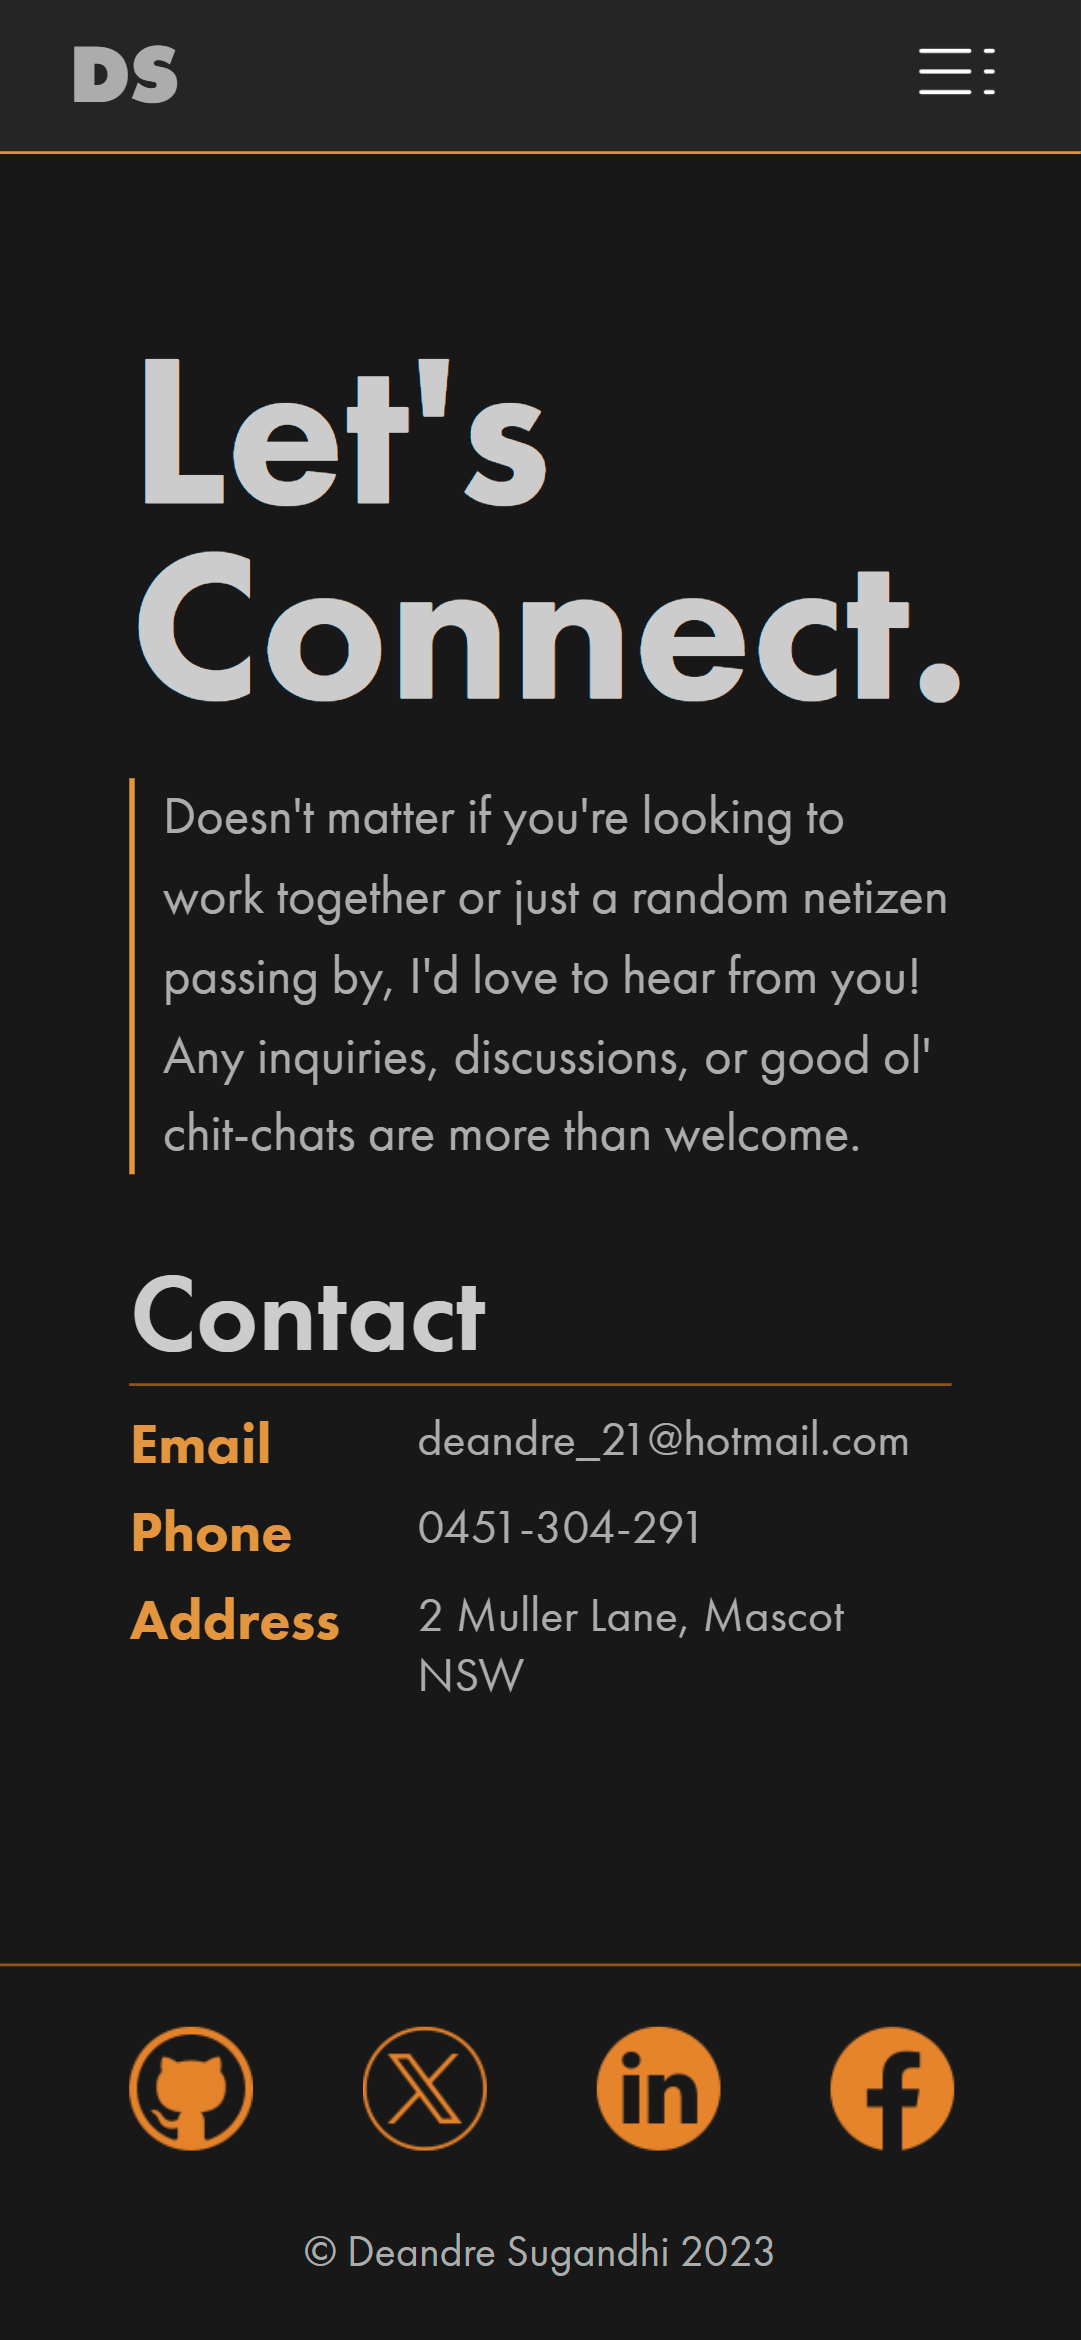 DS
Let's
Connect.
Doesn't matter if you're looking to
work together or just a random netizen
passing by, I'd love to hear from you!
Any inquiries, discussions, or good ol'
chit-chats are more than welcome.
Contact
Email deandre_21@hotmail.com
Phone 0451-304-291
Address 2 Muller Lane, Mascot
NSW
X in f
© Deandre Sugandhi 2023